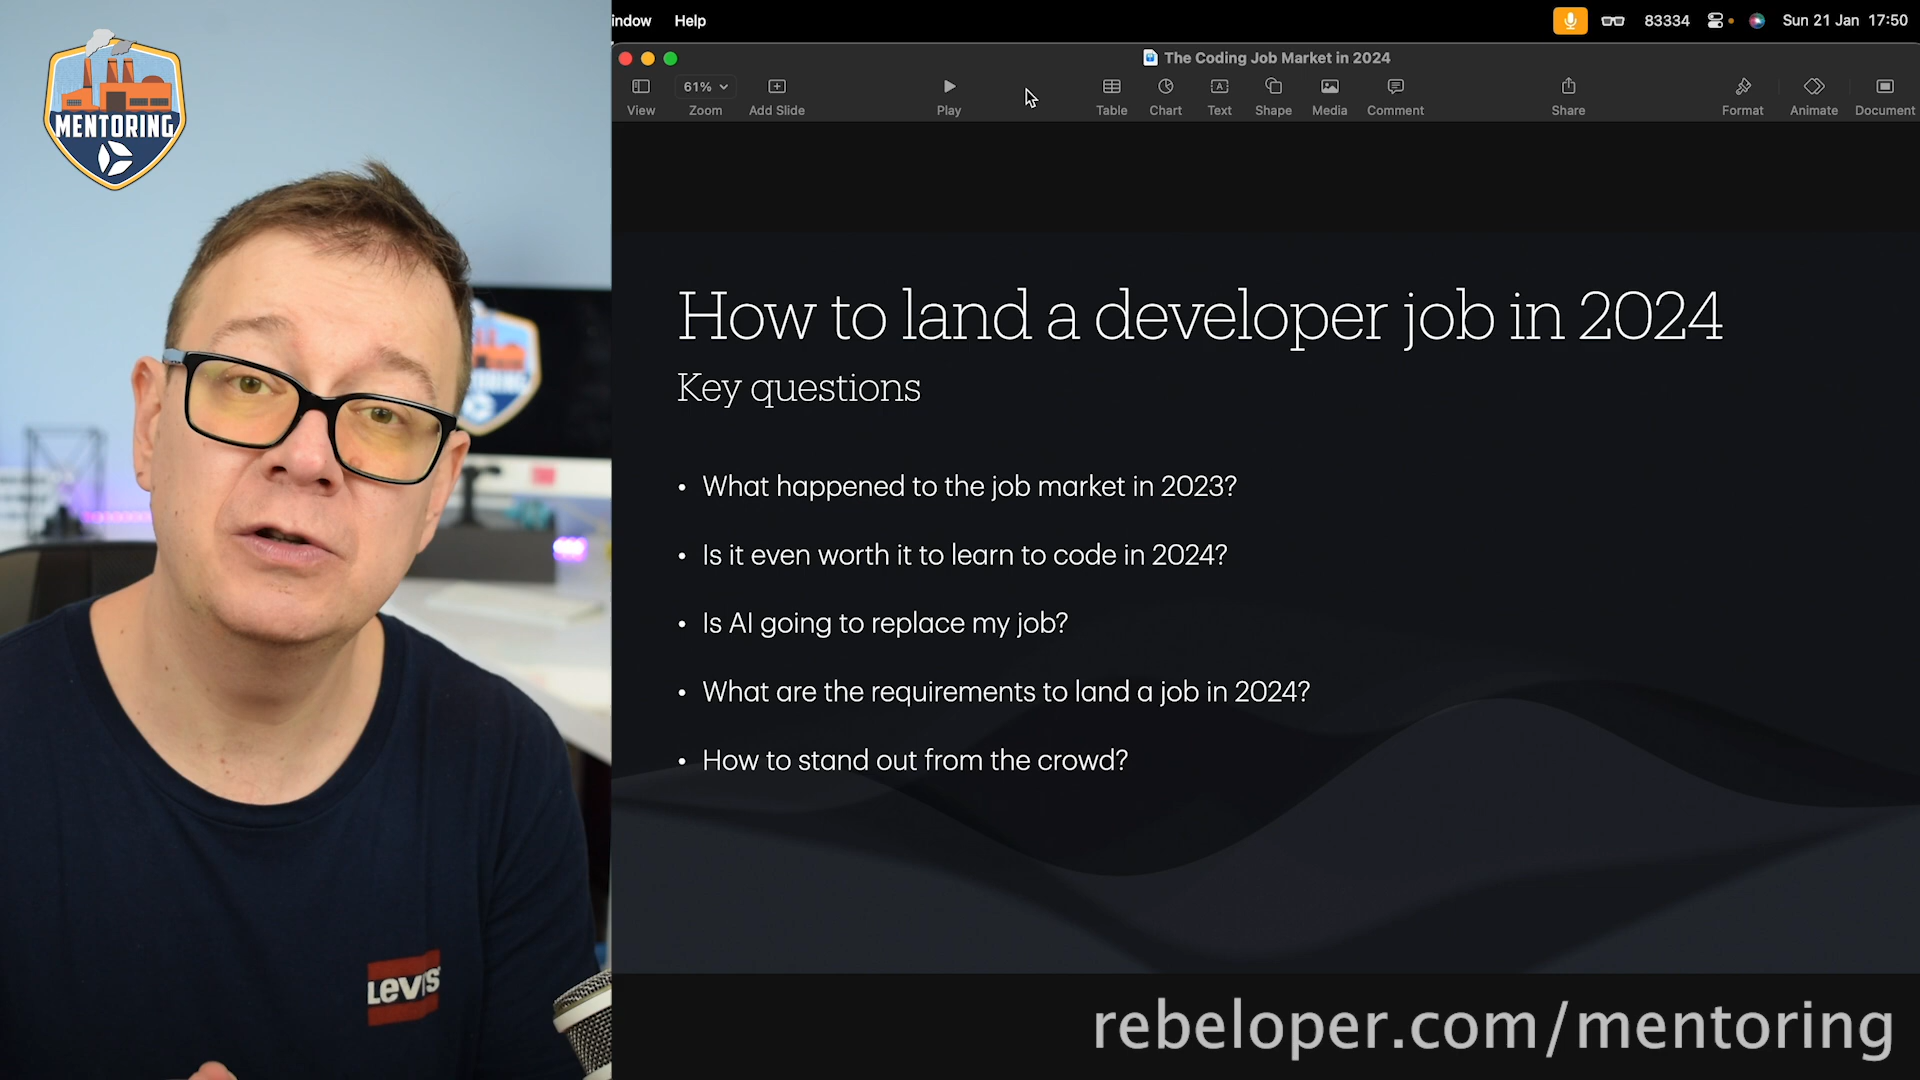 indow Help 83334 Sun 21 Jan 17:50
The Coding Job Market in 2024
61%
View Zoom Add Slide Play Table Chart Text Shape Media Comment Share Format Animate Document
MENTORING
How to land a developer job in 2024
Key questions
• What happened to the job market in 2023?
• Is it even worth it to learn to code in 2024?
• Is AI going to replace my job?
• What are the requirements to land a job in 2024?
• How to stand out from the crowd?
LEVI'S
rebeloper.com/mentoring